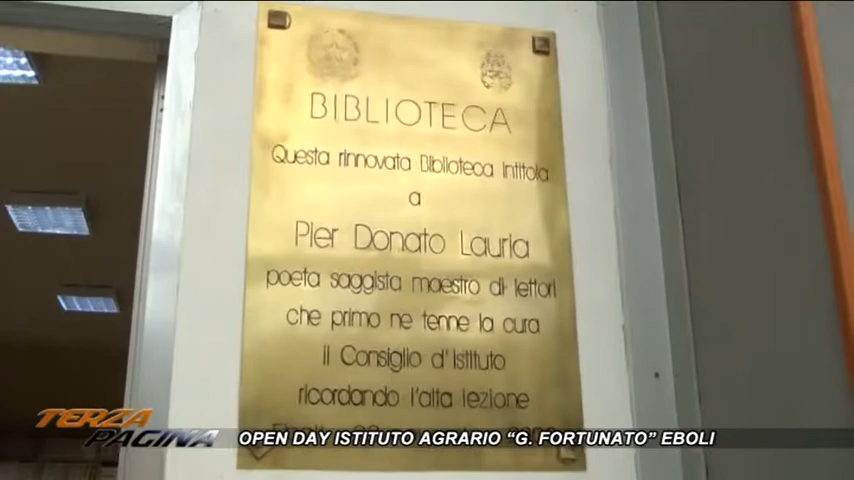 BIBLIOTECA
Questa rinnovata Biblioteca intitola
a
Pier Donato Lauria
poeta saggista maestro di lettori
che primo ne tenne la cura
il Consiglio d'Istituto
ricordando l'alta lezione
TERZA
PAGINA
OPEN DAY ISTITUTO AGRARIO “G. FORTUNATO” EBOLI